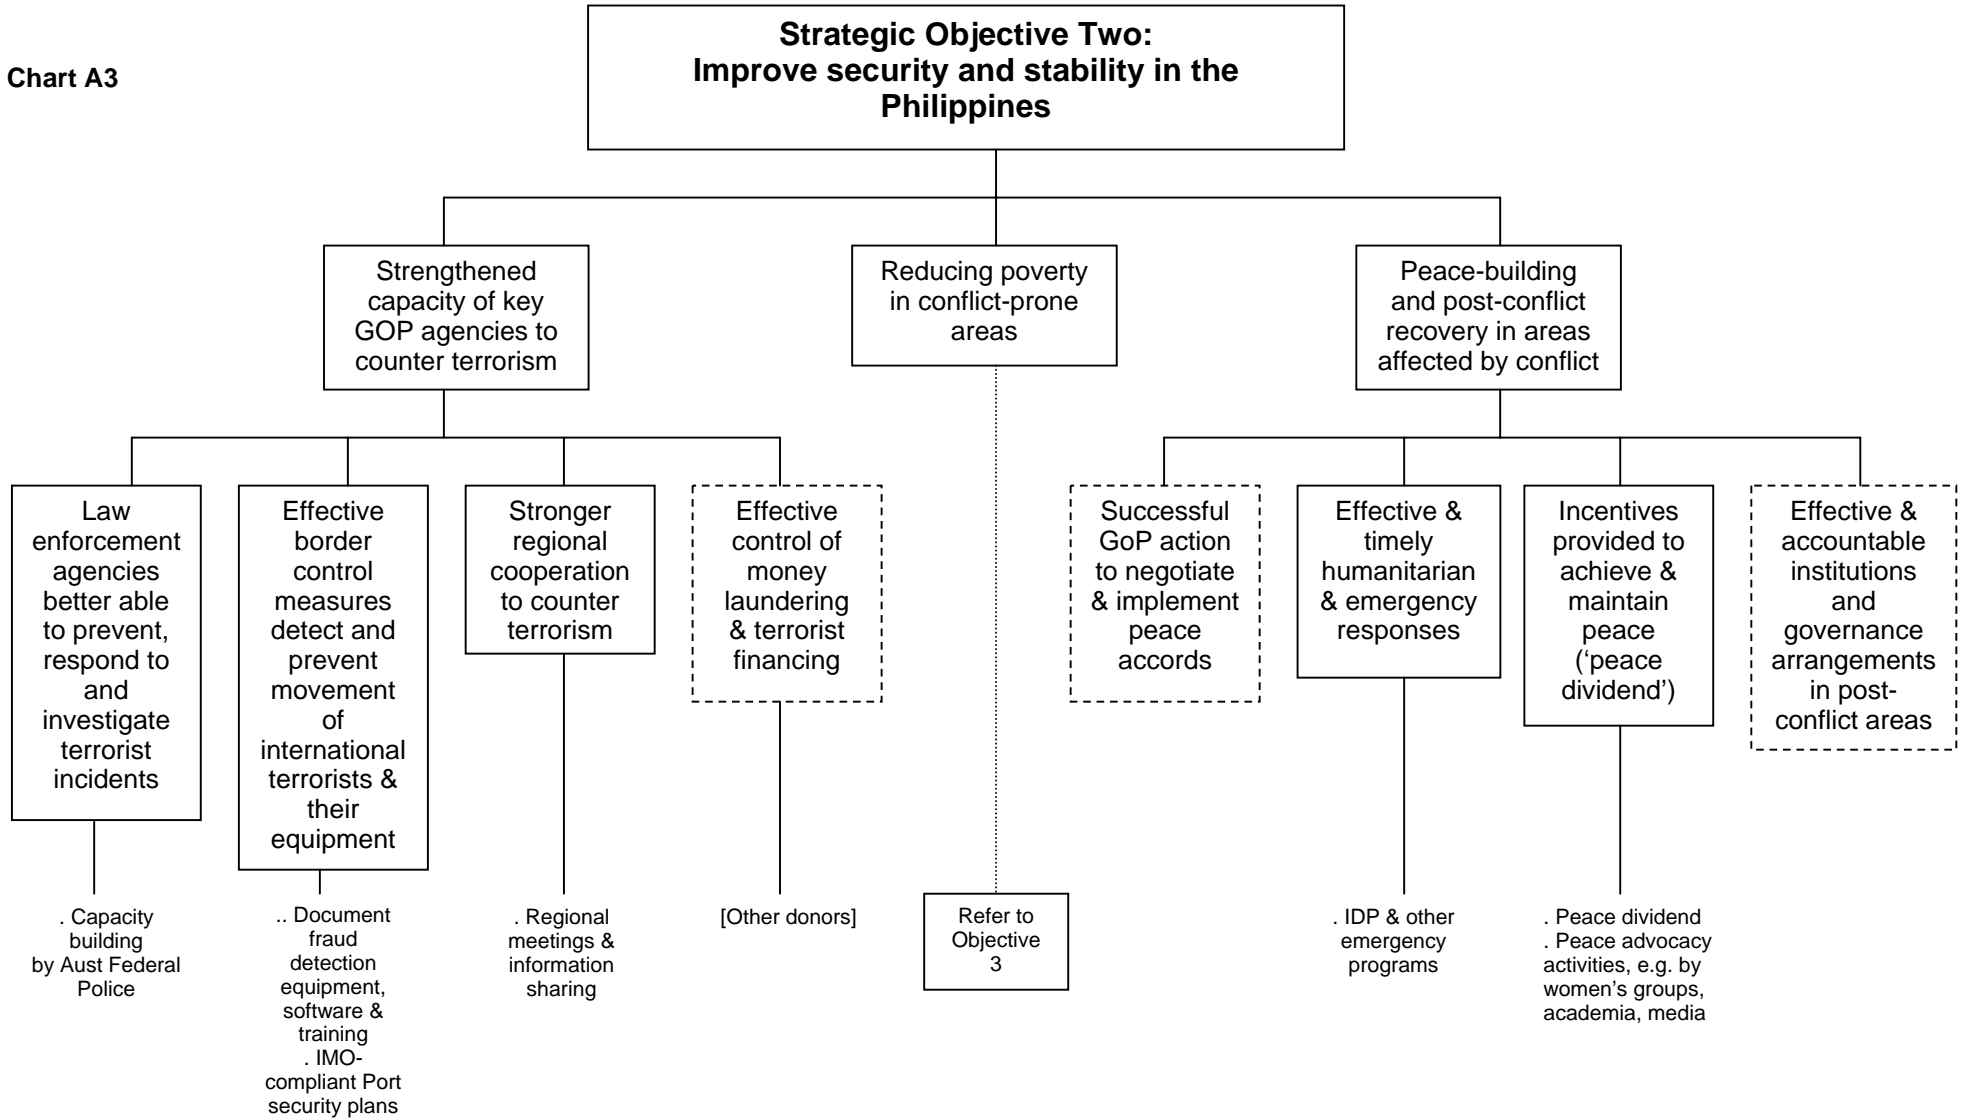 Chart A3
Strategic Objective Two:
Improve security and stability in the
Philippines
Strengthened
capacity of key
GOP agencies to
counter terrorism
Reducing poverty
in conflict-prone
areas
Peace-building
and post-conflict
recovery in areas
affected by conflict
Law
enforcement
agencies
better able
to prevent,
respond to
and
investigate
terrorist
incidents
Effective
border
control
measures
detect and
prevent
movement
of
international
terrorists &
their
equipment
Stronger
regional
cooperation
to counter
terrorism
Effective
control of
money
laundering
& terrorist
financing
Successful
GoP action
to negotiate
& implement
peace
accords
Effective &
timely
humanitarian
& emergency
responses
Incentives
provided to
achieve &
maintain
peace
(‘peace
dividend’)
Effective &
accountable
institutions
and
governance
arrangements
in post-
conflict areas
. Capacity
building
by Aust Federal
Police
.. Document
fraud
detection
equipment,
software &
training
. IMO-
compliant Port
security plans
. Regional
meetings &
information
sharing
[Other donors]
Refer to
Objective
3
. IDP & other
emergency
programs
. Peace dividend
. Peace advocacy
activities, e.g. by
women’s groups,
academia, media